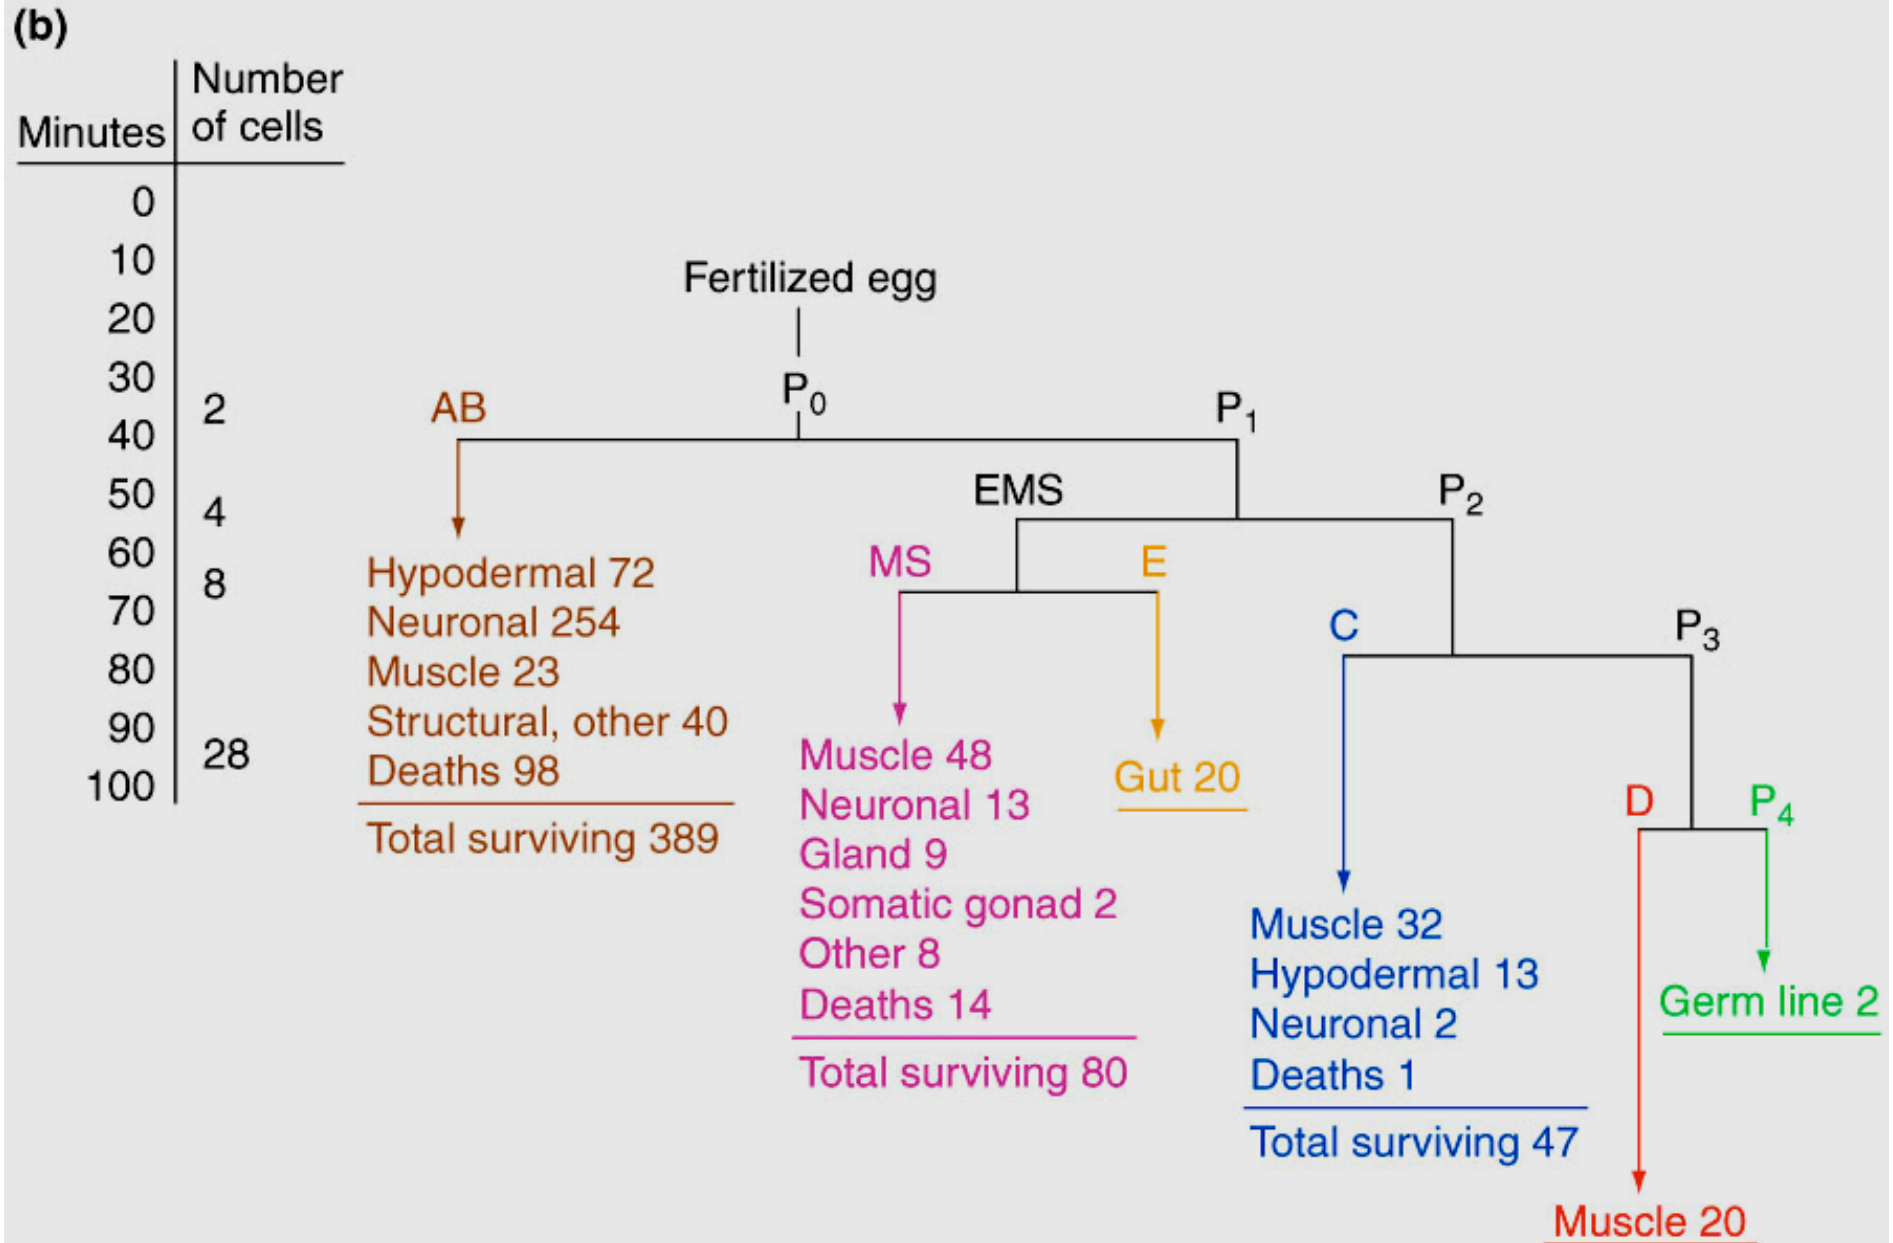 (b)
Minutes
Number
of cells
0
10
20
30
2
40
50
4
60
8
70
80
90
28
100
Fertilized egg
P0
AB
P1
EMS
P2
MS
E
C
P3
D
P4
Hypodermal 72
Neuronal 254
Muscle 23
Structural, other 40
Deaths 98
Total surviving 389
Muscle 48
Neuronal 13
Gland 9
Somatic gonad 2
Other 8
Deaths 14
Total surviving 80
Gut 20
Muscle 32
Hypodermal 13
Neuronal 2
Deaths 1
Total surviving 47
Muscle 20
Germ line 2